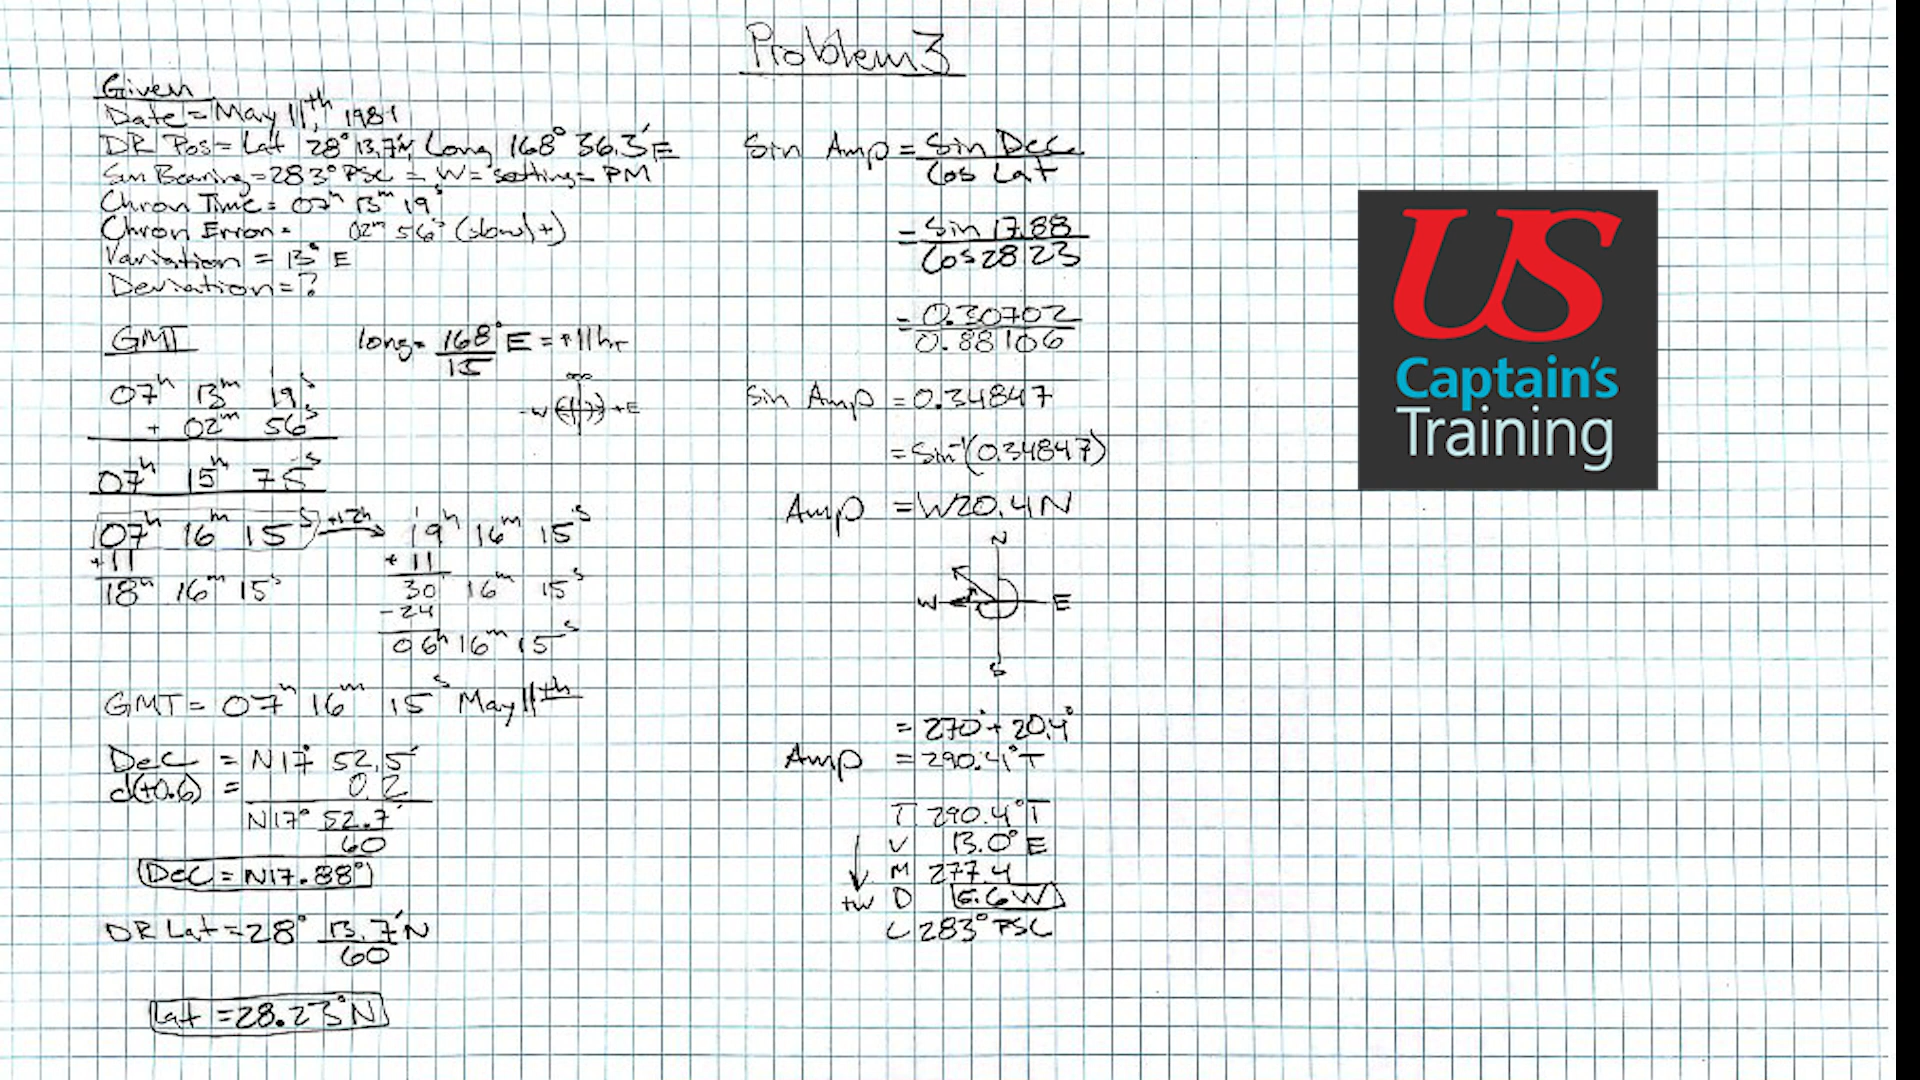 Problem 3
Given
Date = May 11th, 1981
DR Pos = Lat 28° 13.7'N, Long 168° 36.3'E
Sun Bearing = 283° PSC = W = setting = PM
Chron Time = 07h 13m 19s
Chron Error = 02m 56s (slow/+)
Variation = 13° E
Deviation = ?
GMT
long = 168°/15 E = +11hr
07h 13m 19s
+ 02m 56s
-W +E
07h 15m 75s
07h 16m 15s +12h → 19h 16m 15s
+11
18h 16m 15s
+ 11
30 16m 15s
-24
06h 16m 15s
GMT = 07h 16m 15s May 11th
Dec = N17° 52.5'
d(+0.6) = 0.2
N17° 52.7'/60
Dec = N17.88°
DR Lat = 28° 13.7'/60 N
Lat = 28.23°N
Sin Amp = Sin Dec / Cos Lat
= Sin 17.88 / Cos 28 23
= 0.30702 / 0.88106
Sin Amp = 0.34847
= Sin⁻¹(0.34847)
Amp = W20.4N
N
W E
S
= 270° + 20.4°
Amp = 290.4°T
T 290.4°T
V 13.0° E
M 277.4
+W D 5.6W
C 283° PSC
US
Captain's
Training